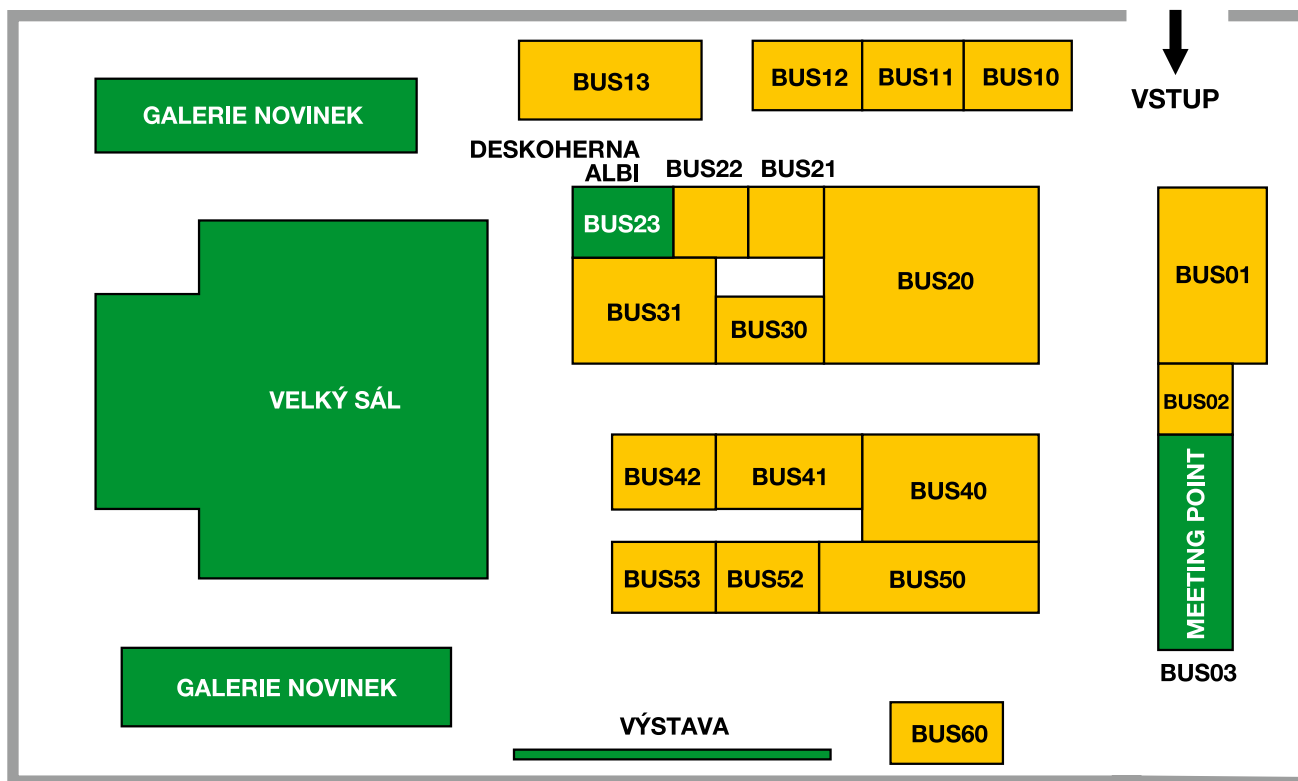 BUS13
BUS12
BUS11
BUS10
VSTUP
GALERIE NOVINEK
DESKOHERNA
ALBI
BUS22
BUS21
BUS23
BUS20
BUS01
BUS31
BUS30
VELKÝ SÁL
BUS02
BUS42
BUS41
BUS40
MEETING POINT
BUS53
BUS52
BUS50
BUS03
GALERIE NOVINEK
VÝSTAVA
BUS60